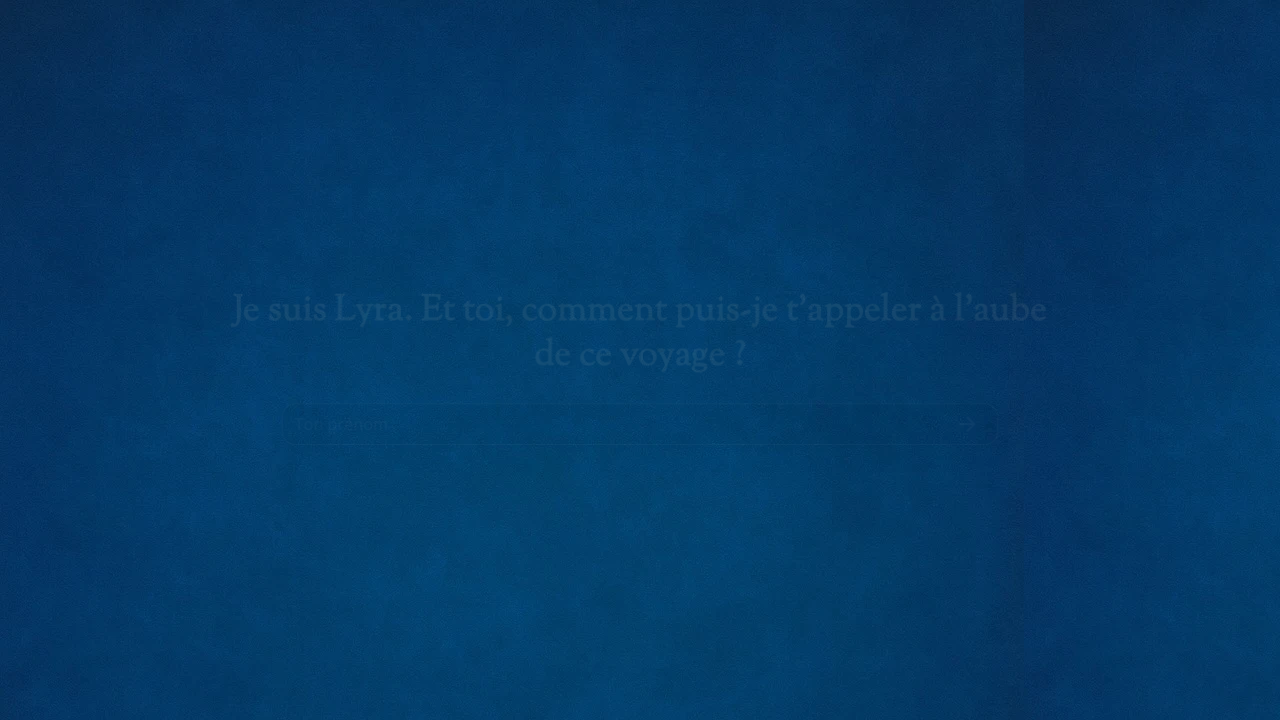 Je suis Lyra. Et toi, comment puis-je t’appeler à l’aube
de ce voyage ?
Ton prénom